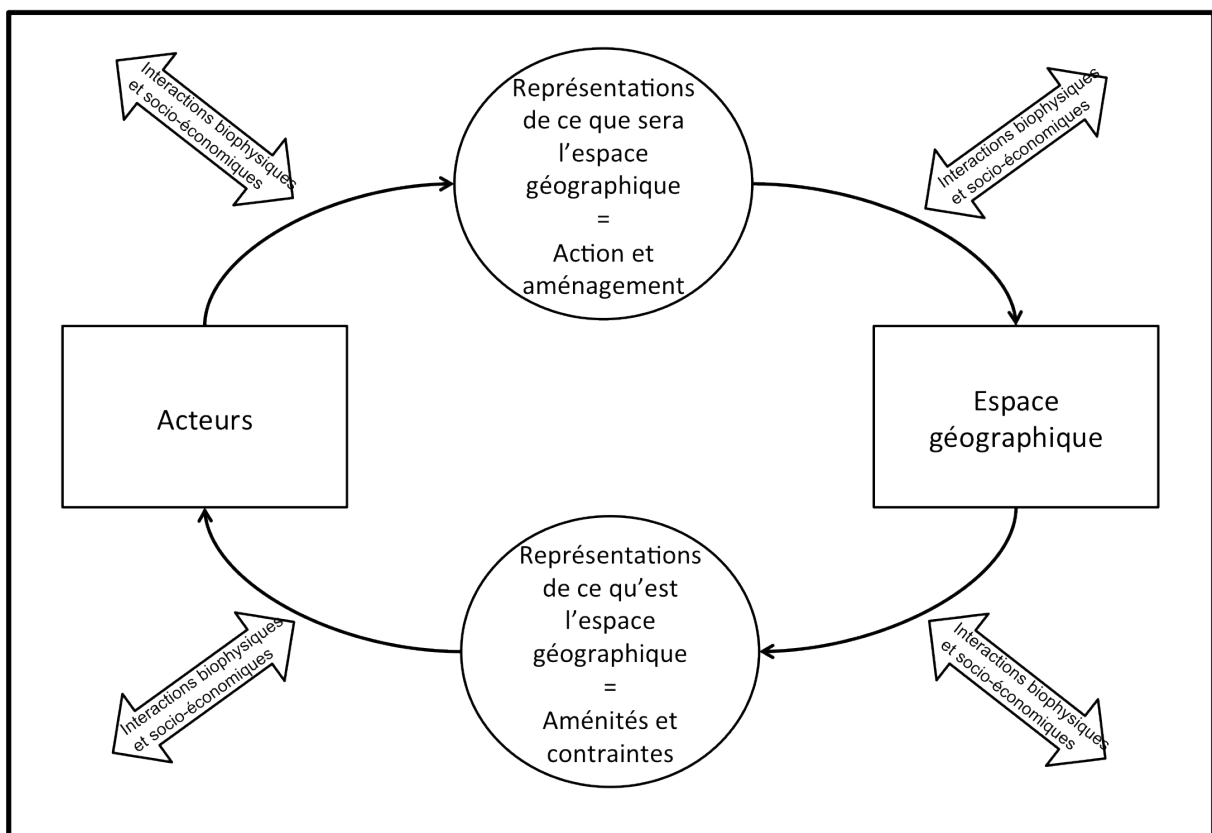 Interactions biophysiques
et socio-économiques
Représentations
de ce que sera
l’espace
géographique
=
Action et
aménagement
Interactions biophysiques
et socio-économiques
Acteurs
Espace
géographique
Représentations
de ce qu’est
l’espace
géographique
=
Aménités et
contraintes
Interactions biophysiques
et socio-économiques
Interactions biophysiques
et socio-économiques